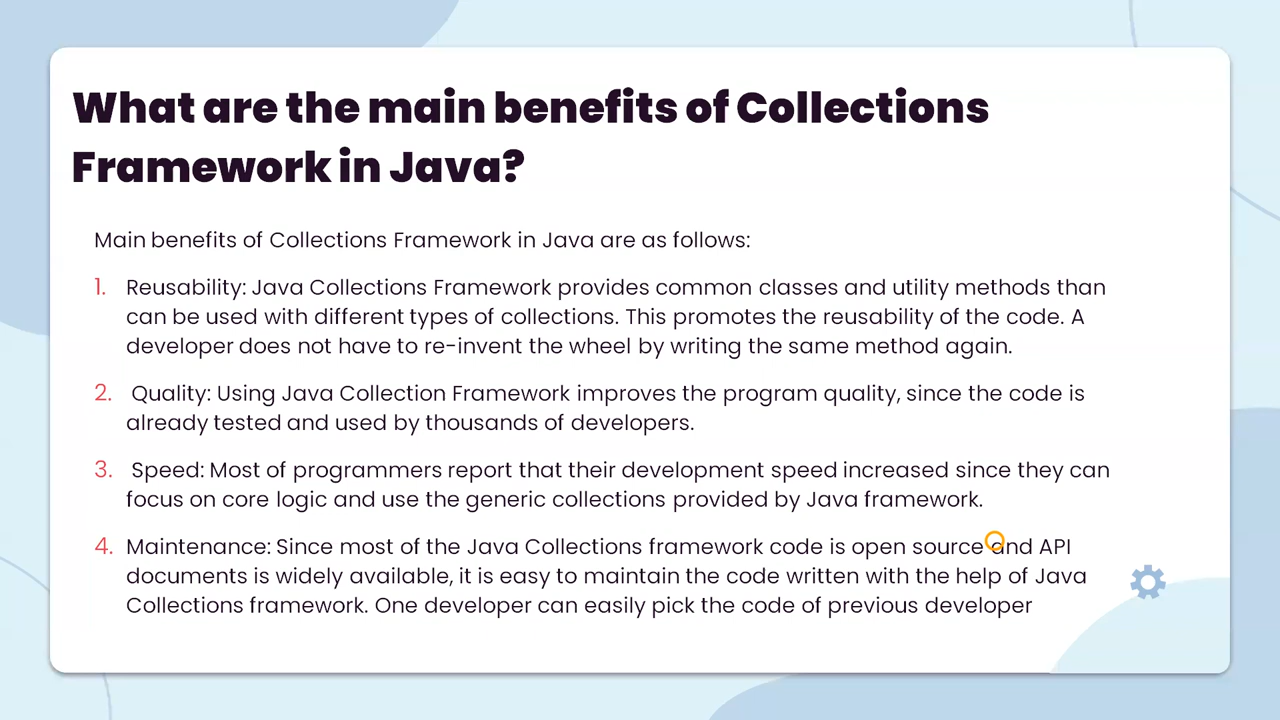 What are the main benefits of Collections
Framework in Java?
Main benefits of Collections Framework in Java are as follows:
1. Reusability: Java Collections Framework provides common classes and utility methods than
can be used with different types of collections. This promotes the reusability of the code. A
developer does not have to re-invent the wheel by writing the same method again.
2. Quality: Using Java Collection Framework improves the program quality, since the code is
already tested and used by thousands of developers.
3. Speed: Most of programmers report that their development speed increased since they can
focus on core logic and use the generic collections provided by Java framework.
4. Maintenance: Since most of the Java Collections framework code is open source and API
documents is widely available, it is easy to maintain the code written with the help of Java
Collections framework. One developer can easily pick the code of previous developer